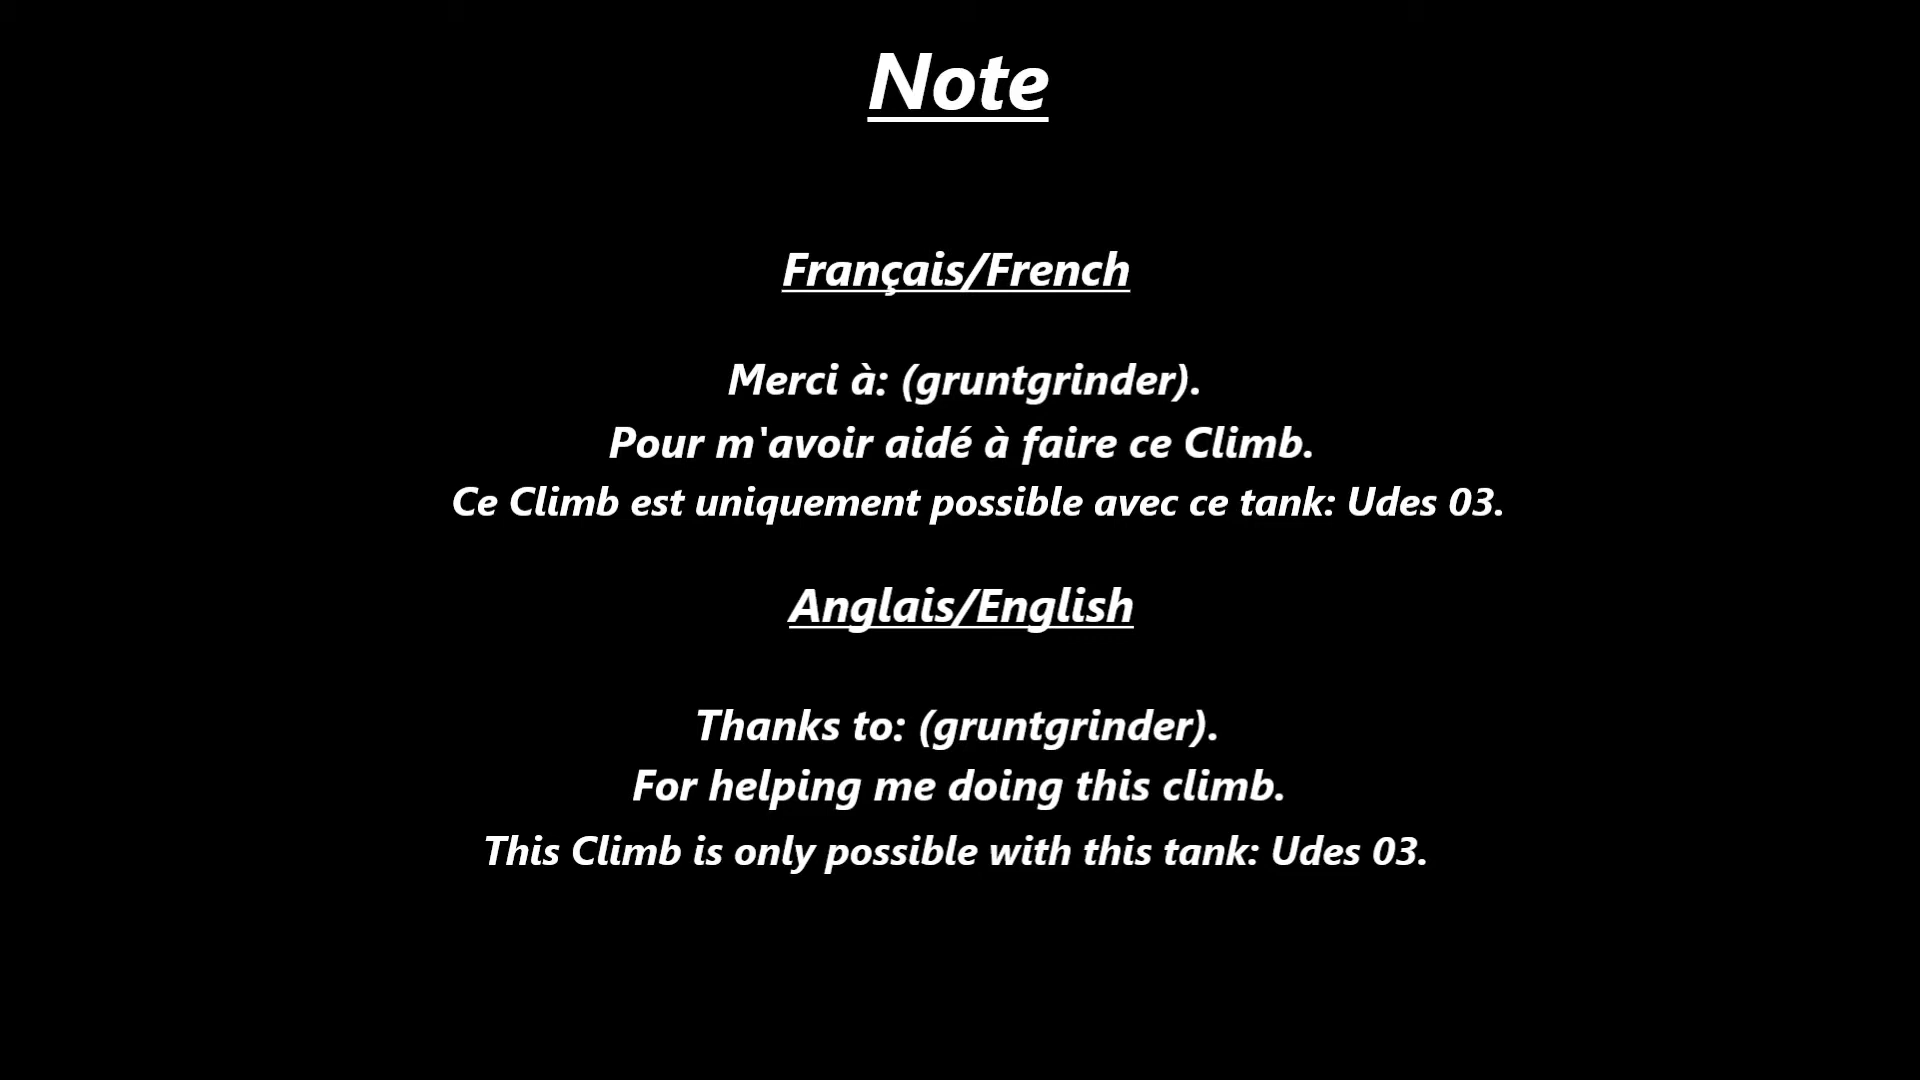 Note
Français/French
Merci à: (gruntgrinder).
Pour m'avoir aidé à faire ce Climb.
Ce Climb est uniquement possible avec ce tank: Udes 03.
Anglais/English
Thanks to: (gruntgrinder).
For helping me doing this climb.
This Climb is only possible with this tank: Udes 03.